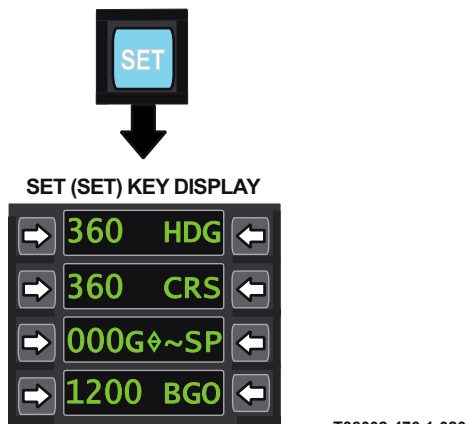 SET
SET (SET) KEY DISPLAY
360 HDG
360 CRS
000G⬨~SP
1200 BGO